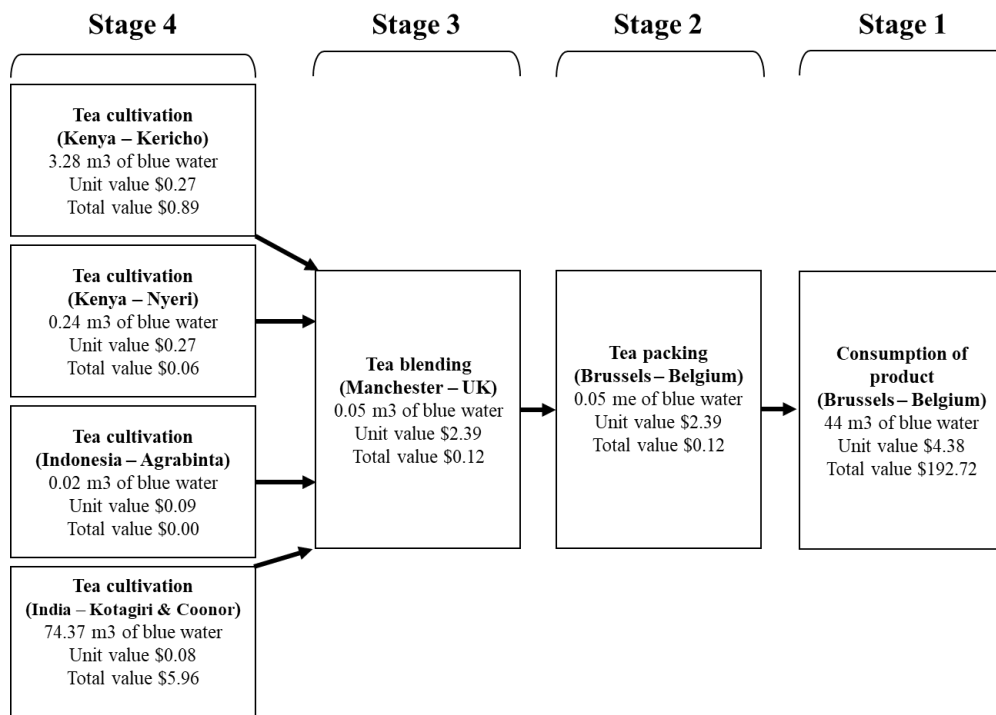 Stage 4
Stage 3
Stage 2
Stage 1
Tea cultivation
(Kenya – Kericho)
3.28 m3 of blue water
Unit value $0.27
Total value $0.89
Tea cultivation
(Kenya – Nyeri)
0.24 m3 of blue water
Unit value $0.27
Total value $0.06
Tea cultivation
(Indonesia – Agrabinta)
0.02 m3 of blue water
Unit value $0.09
Total value $0.00
Tea cultivation
(India – Kotagiri & Coonor)
74.37 m3 of blue water
Unit value $0.08
Total value $5.96
Tea blending
(Manchester – UK)
0.05 m3 of blue water
Unit value $2.39
Total value $0.12
Tea packing
(Brussels – Belgium)
0.05 me of blue water
Unit value $2.39
Total value $0.12
Consumption of
product
(Brussels – Belgium)
44 m3 of blue water
Unit value $4.38
Total value $192.72